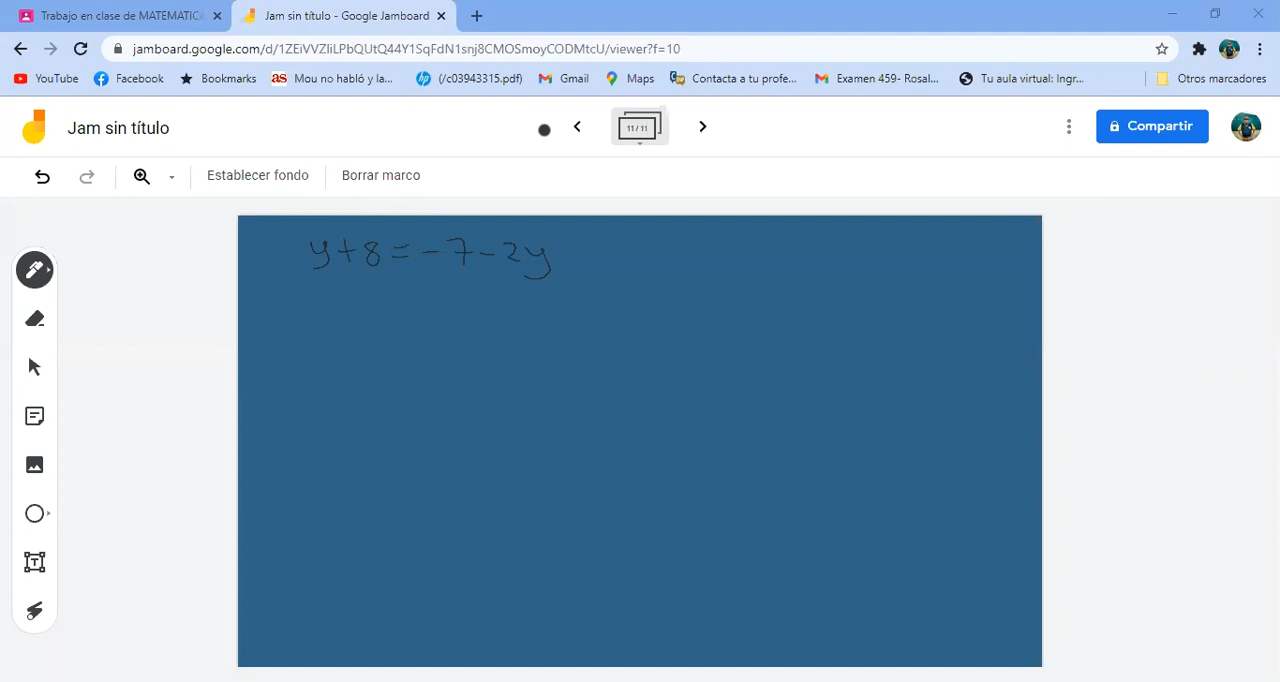 Trabajo en clase de MATEMATIC
Jam sin título - Google Jamboard
jamboard.google.com/d/1ZEiVVZIiLPbQUtQ44Y1SqFdN1snj8CMOSmoyCODMtcU/viewer?f=10
YouTube
Facebook
Bookmarks
as Mou no habló y la...
hp (/c03943315.pdf)
Gmail
Maps
Contacta a tu profe...
Examen 459- Rosal...
Tu aula virtual: Ingr...
Otros marcadores
Jam sin título
11 / 11
Compartir
Establecer fondo
Borrar marco
y+8=-7-2y